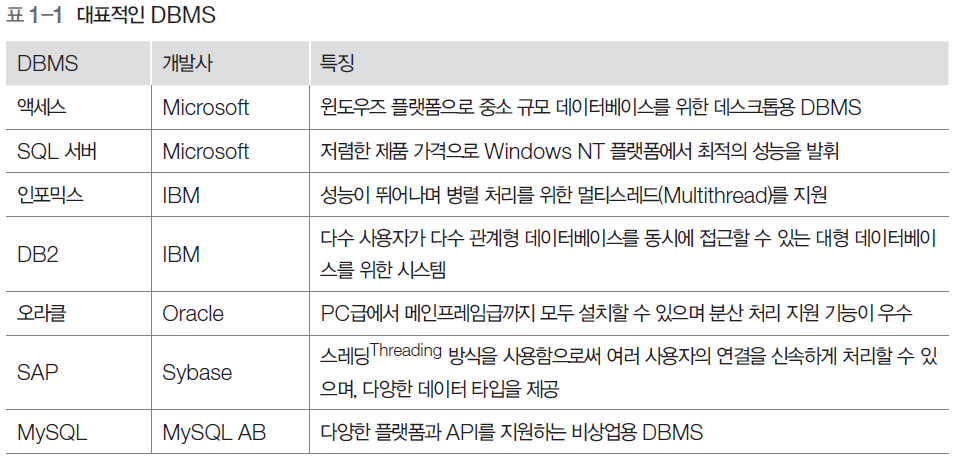 표 1-1 대표적인 DBMS
DBMS 개발사 특징
액세스 Microsoft 윈도우즈 플랫폼으로 중소 규모 데이터베이스를 위한 데스크톱용 DBMS
SQL 서버 Microsoft 저렴한 제품 가격으로 Windows NT 플랫폼에서 최적의 성능을 발휘
인포믹스 IBM 성능이 뛰어나며 병렬 처리를 위한 멀티스레드(Multithread)를 지원
DB2 IBM 다수 사용자가 다수 관계형 데이터베이스를 동시에 접근할 수 있는 대형 데이터베이
스를 위한 시스템
오라클 Oracle PC급에서 메인프레임급까지 모두 설치할 수 있으며 분산 처리 지원 기능이 우수
SAP Sybase 스레딩Threading 방식을 사용함으로써 여러 사용자의 연결을 신속하게 처리할 수 있
으며, 다양한 데이터 타입을 제공
MySQL MySQL AB 다양한 플랫폼과 API를 지원하는 비상업용 DBMS